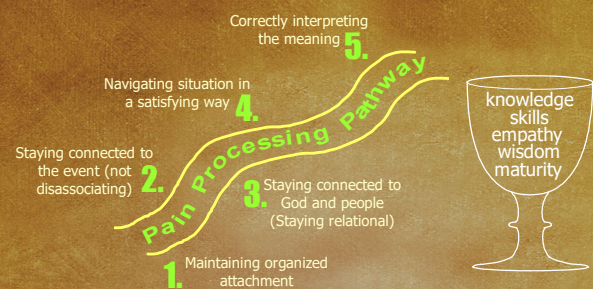 Correctly interpreting
the meaning 5.
Navigating situation in
a satisfying way 4.
Pain Processing Pathway
Staying connected to
the event (not
disassociating) 2.
3. Staying connected to
God and people
(Staying relational)
1. Maintaining organized
attachment
knowledge
skills
empathy
wisdom
maturity